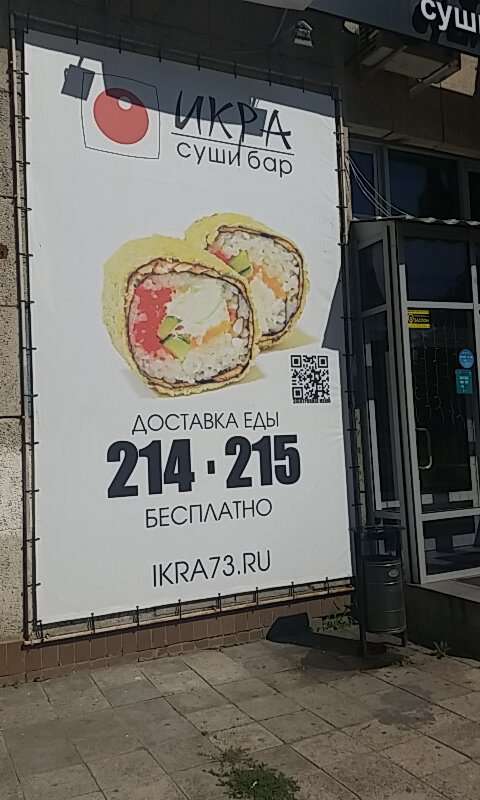 суши
ИКРА
суши бар
ДОСТАВКА ЕДЫ
214·215
БЕСПЛАТНО
IKRA73.RU